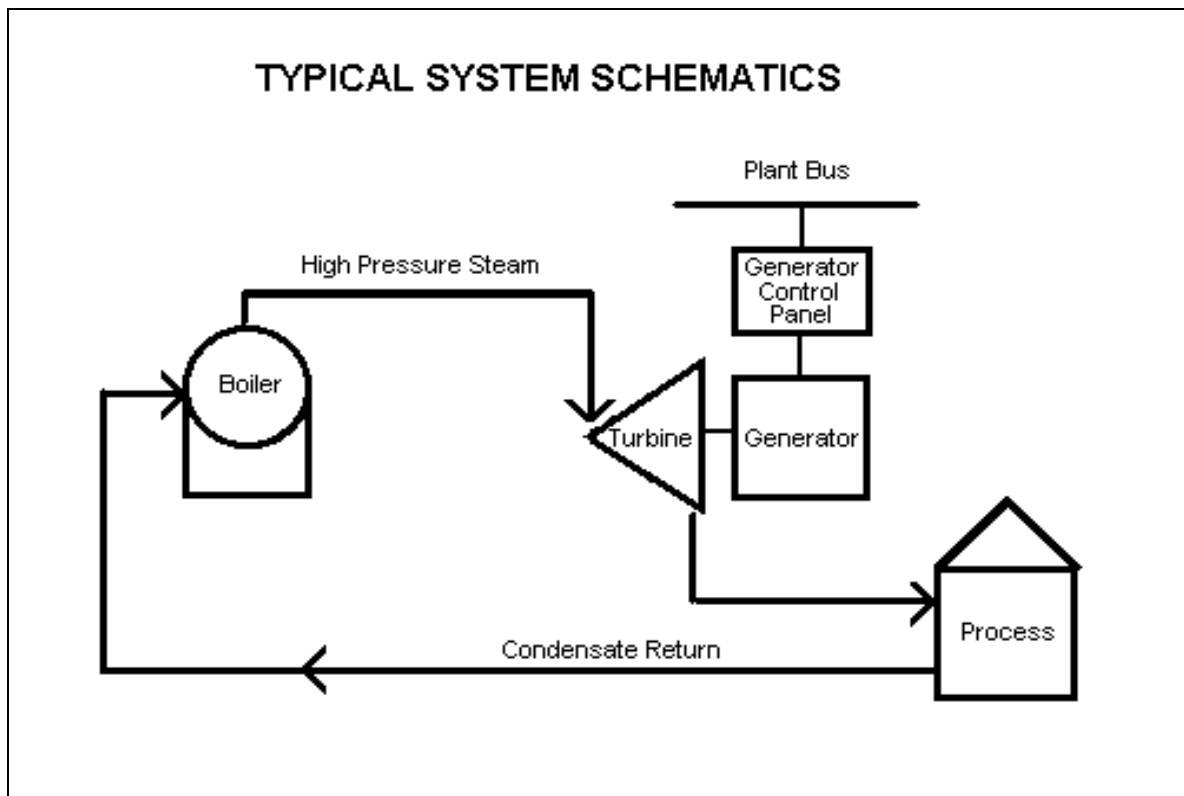 TYPICAL SYSTEM SCHEMATICS
Plant Bus
High Pressure Steam
Generator
Control
Panel
Boiler
Turbine
Generator
Process
Condensate Return